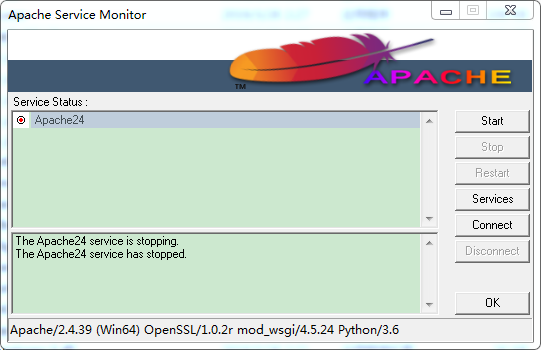 Apache Service Monitor
TM
APACHE
Service Status :
Apache24
Start
Stop
Restart
Services
Connect
Disconnect
The Apache24 service is stopping.
The Apache24 service has stopped.
OK
Apache/2.4.39 (Win64) OpenSSL/1.0.2r mod_wsgi/4.5.24 Python/3.6